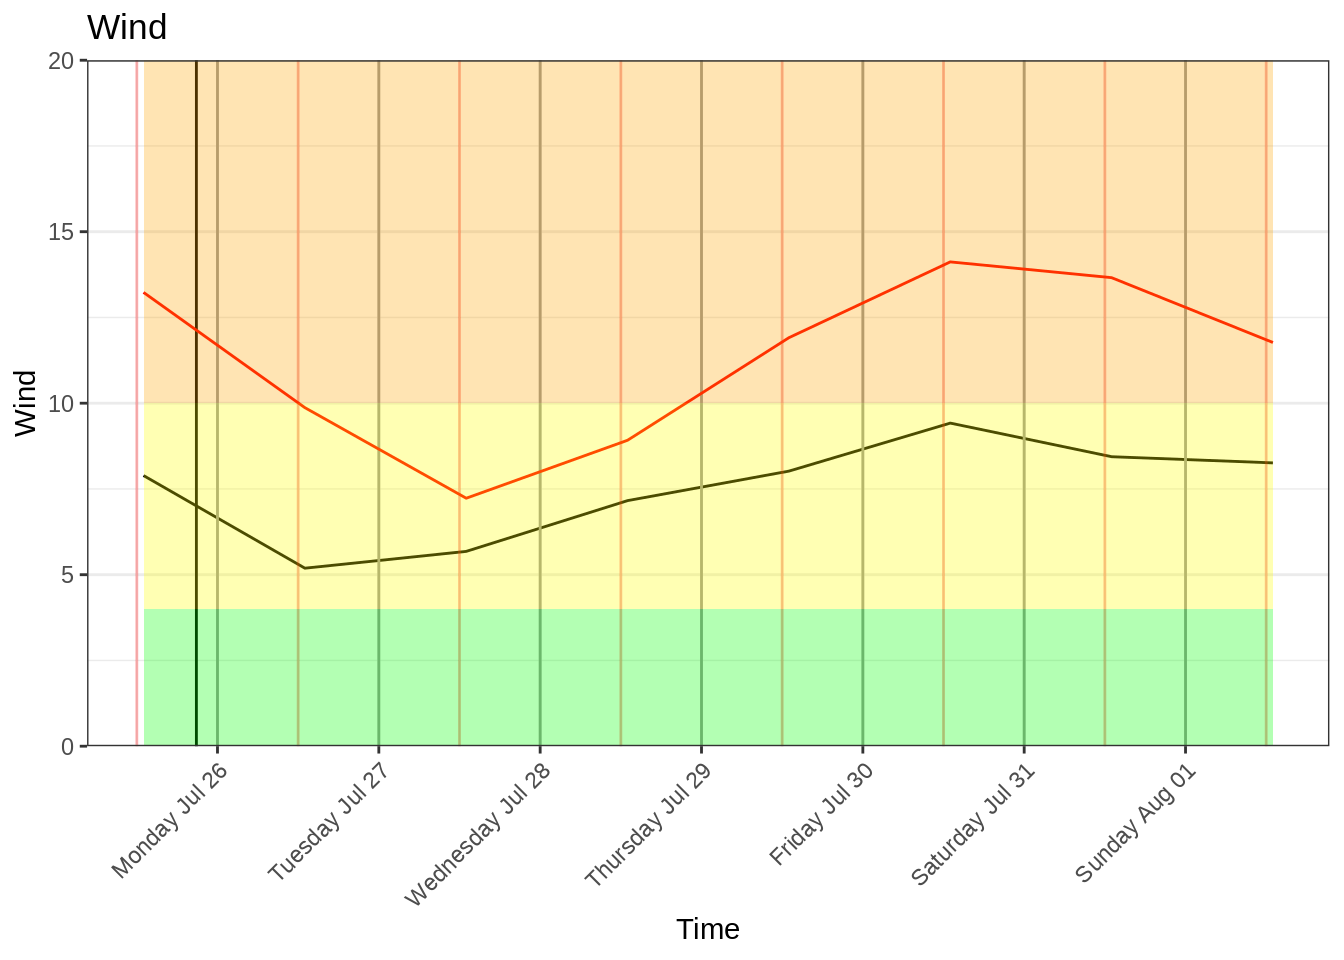 Wind
20
15
10
5
0
Wind
Monday Jul 26
Tuesday Jul 27
Wednesday Jul 28
Thursday Jul 29
Friday Jul 30
Saturday Jul 31
Sunday Aug 01
Time